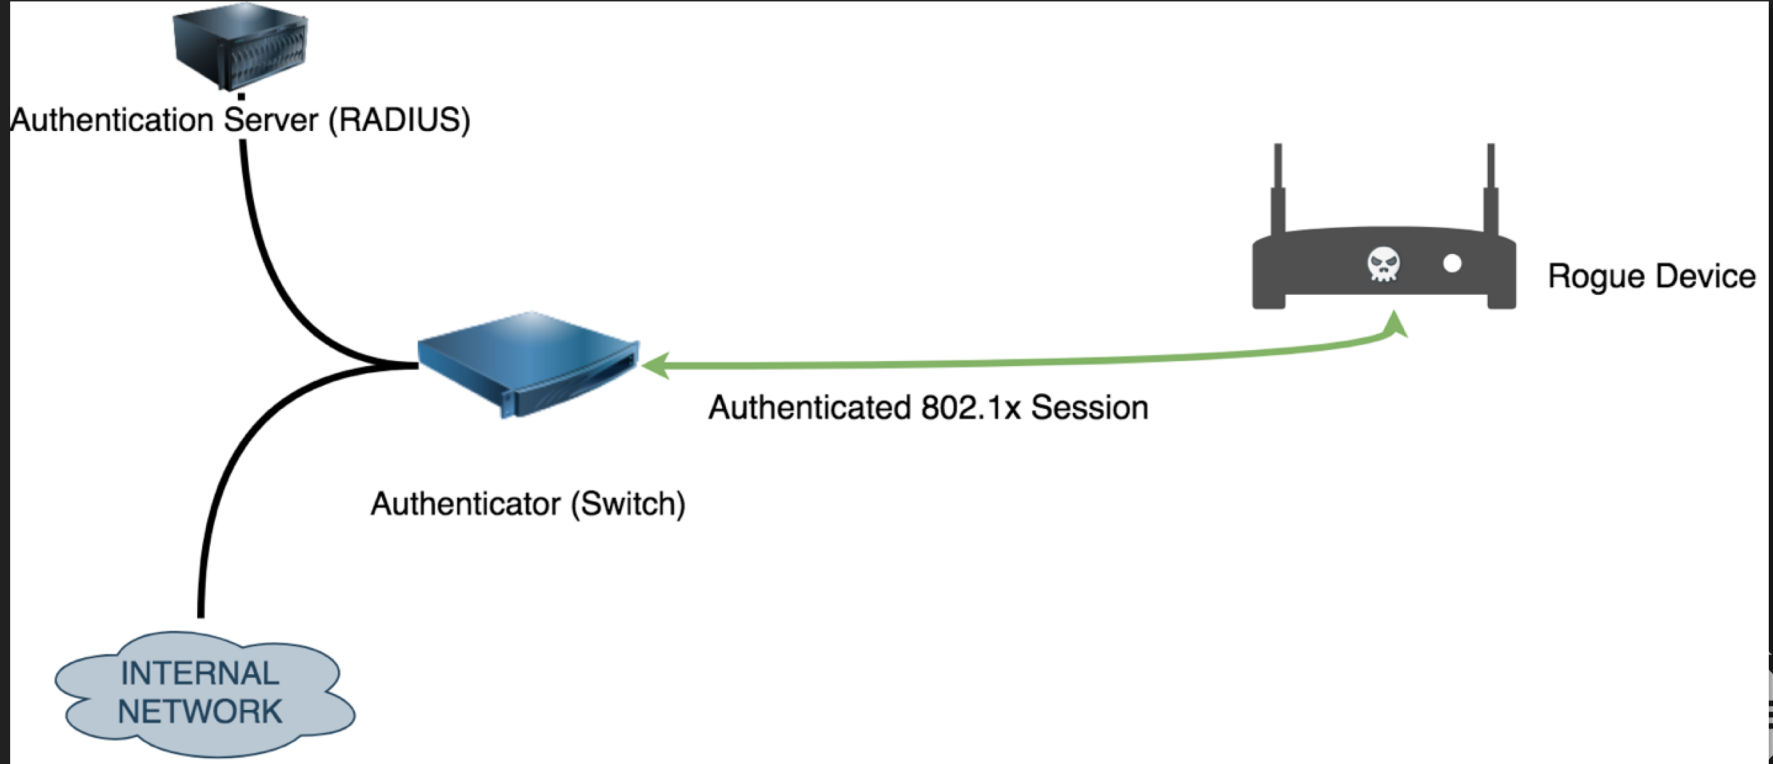 Authentication Server (RADIUS)
Rogue Device
Authenticated 802.1x Session
Authenticator (Switch)
INTERNAL
NETWORK